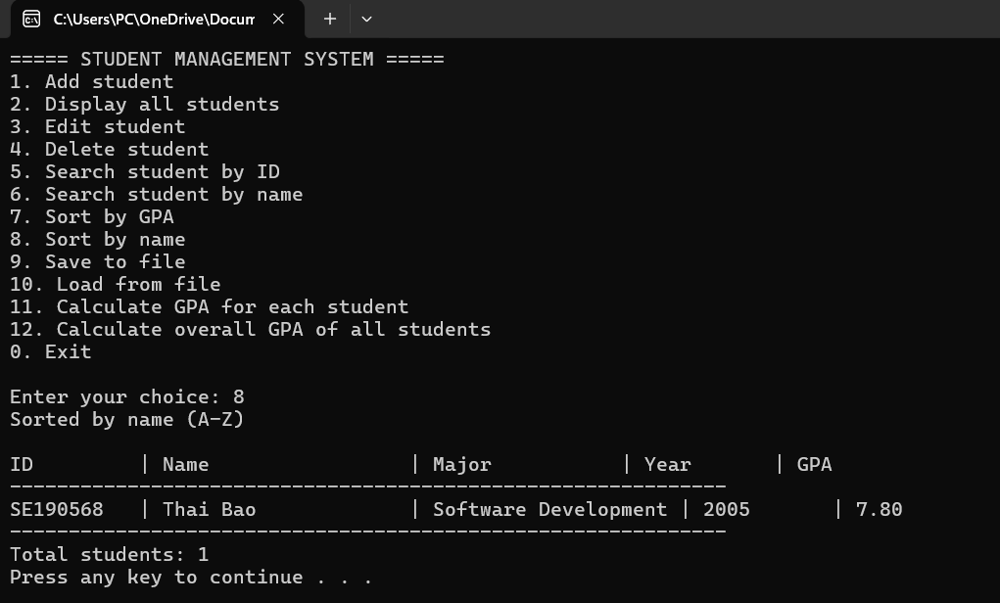 C:\Users\PC\OneDrive\Docum
===== STUDENT MANAGEMENT SYSTEM =====
1. Add student
2. Display all students
3. Edit student
4. Delete student
5. Search student by ID
6. Search student by name
7. Sort by GPA
8. Sort by name
9. Save to file
10. Load from file
11. Calculate GPA for each student
12. Calculate overall GPA of all students
0. Exit
Enter your choice: 8
Sorted by name (A-Z)
ID         | Name                 | Major           | Year       | GPA
-------------------------------------------------------------
SE190568   | Thai Bao             | Software Development | 2005       | 7.80
-------------------------------------------------------------
Total students: 1
Press any key to continue . . .